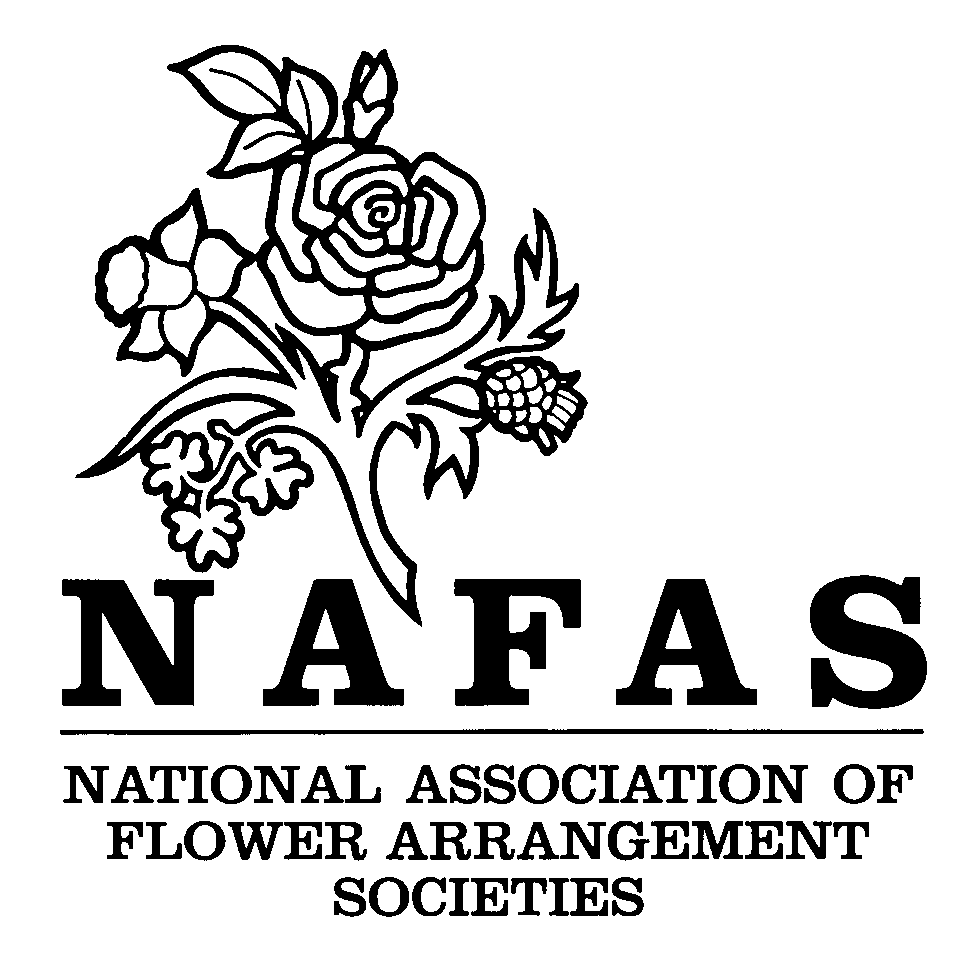 NAFAS
NATIONAL ASSOCIATION OF
FLOWER ARRANGEMENT
SOCIETIES